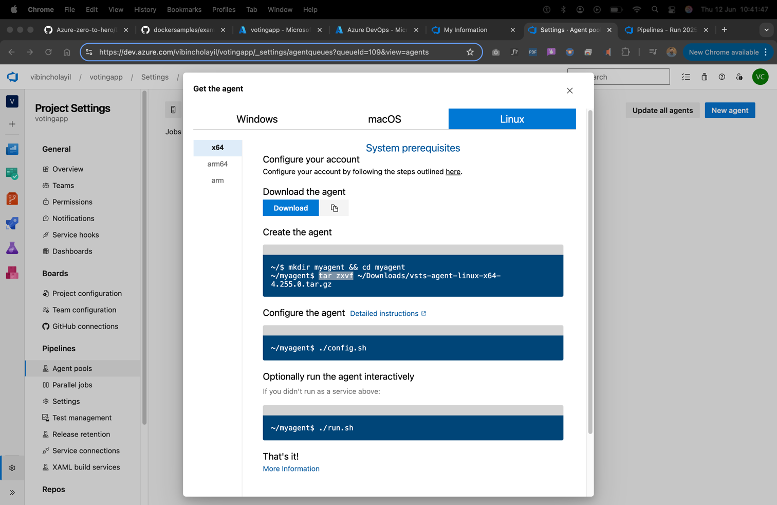 Chrome File Edit View History Bookmarks Profiles Tab Window Help
Thu 12 Jun 10:41:47
Azure-zero-to-hero
dockersamples/exam
votingapp - Microso
Azure DevOps - Mic
My Information
Settings - Agent poo
Pipelines - Run 202
https://dev.azure.com/vibincholayil/votingapp/_settings/agentqueues?queueId=109&view=agents
New Chrome available
vibincholayil / votingapp / Settings /
earch
VC
V
Project Settings
votingapp
General
Overview
Teams
Permissions
Notifications
Service hooks
Dashboards
Boards
Project configuration
Team configuration
GitHub connections
Pipelines
Agent pools
Parallel jobs
Settings
Test management
Release retention
Service connections
XAML build services
Repos
Jobs
Update all agents
New agent
Get the agent
Windows
macOS
Linux
x64
arm64
arm
System prerequisites
Configure your account
Configure your account by following the steps outlined here.
Download the agent
Download
Create the agent
~/$ mkdir myagent && cd myagent
~/myagent$ tar zxvf ~/Downloads/vsts-agent-linux-x64-
4.255.0.tar.gz
Configure the agent Detailed instructions
~/myagent$ ./config.sh
Optionally run the agent interactively
If you didn't run as a service above:
~/myagent$ ./run.sh
That's it!
More Information